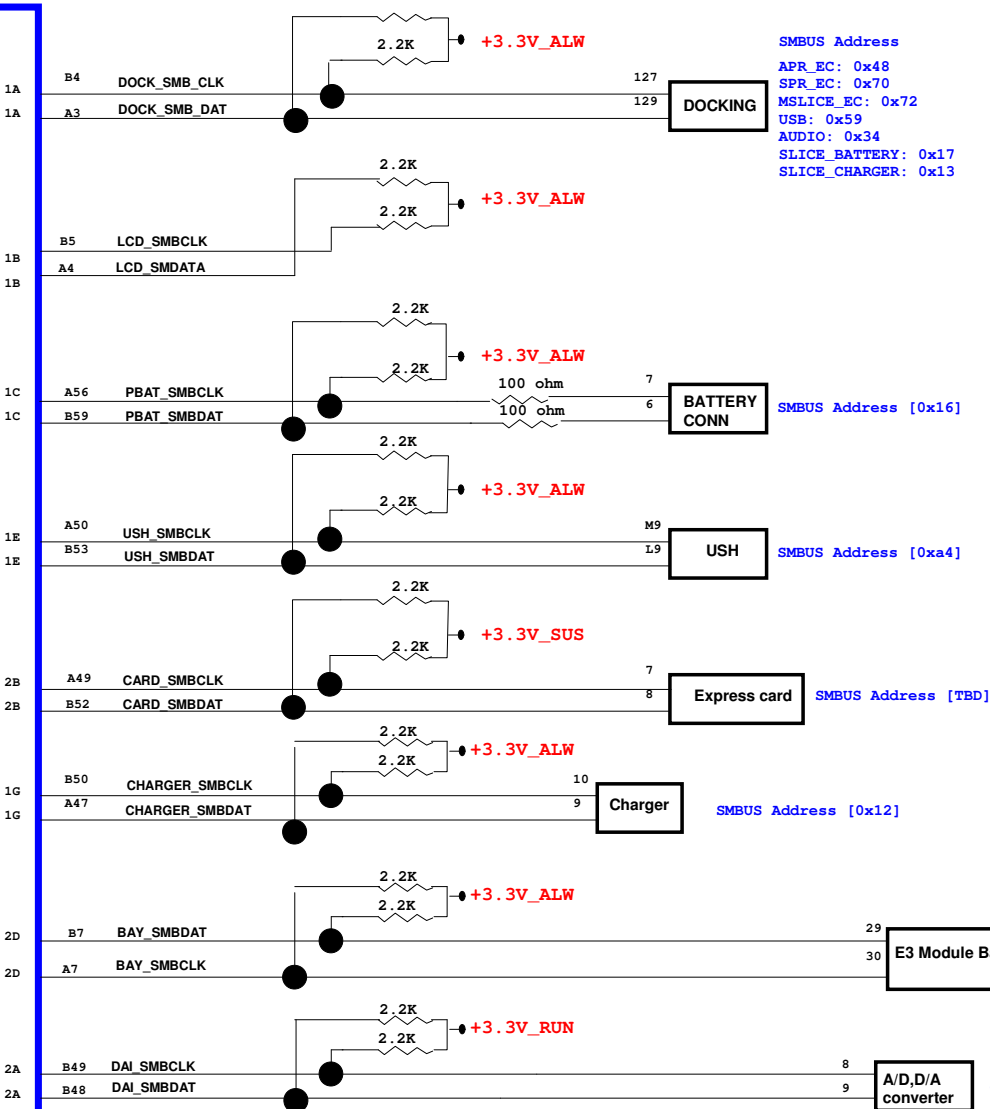 2.2K
+3.3V_ALW
SMBUS Address
APR_EC: 0x48
SPR_EC: 0x70
MSLICE_EC: 0x72
USB: 0x59
AUDIO: 0x34
SLICE_BATTERY: 0x17
SLICE_CHARGER: 0x13
1A B4 DOCK_SMB_CLK 127
1A A3 DOCK_SMB_DAT 129
DOCKING
2.2K
+3.3V_ALW
2.2K
1B B5 LCD_SMBCLK
1B A4 LCD_SMDATA
2.2K
+3.3V_ALW
2.2K
1C A56 PBAT_SMBCLK 100 ohm 7
1C B59 PBAT_SMBDAT 100 ohm 6
BATTERY
CONN
SMBUS Address [0x16]
2.2K
+3.3V_ALW
2.2K
1E A50 USH_SMBCLK M9
1E B53 USH_SMBDAT L9
USH
SMBUS Address [0xa4]
2.2K
+3.3V_SUS
2.2K
2B A49 CARD_SMBCLK 7
2B B52 CARD_SMBDAT 8
Express card
SMBUS Address [TBD]
2.2K
+3.3V_ALW
2.2K
1G B50 CHARGER_SMBCLK 10
1G A47 CHARGER_SMBDAT 9
Charger
SMBUS Address [0x12]
2.2K
+3.3V_ALW
2.2K
2D B7 BAY_SMBDAT 29
2D A7 BAY_SMBCLK 30
E3 Module B
2.2K
+3.3V_RUN
2.2K
2A B49 DAI_SMBCLK 8
2A B48 DAI_SMBDAT 9
A/D,D/A
converter